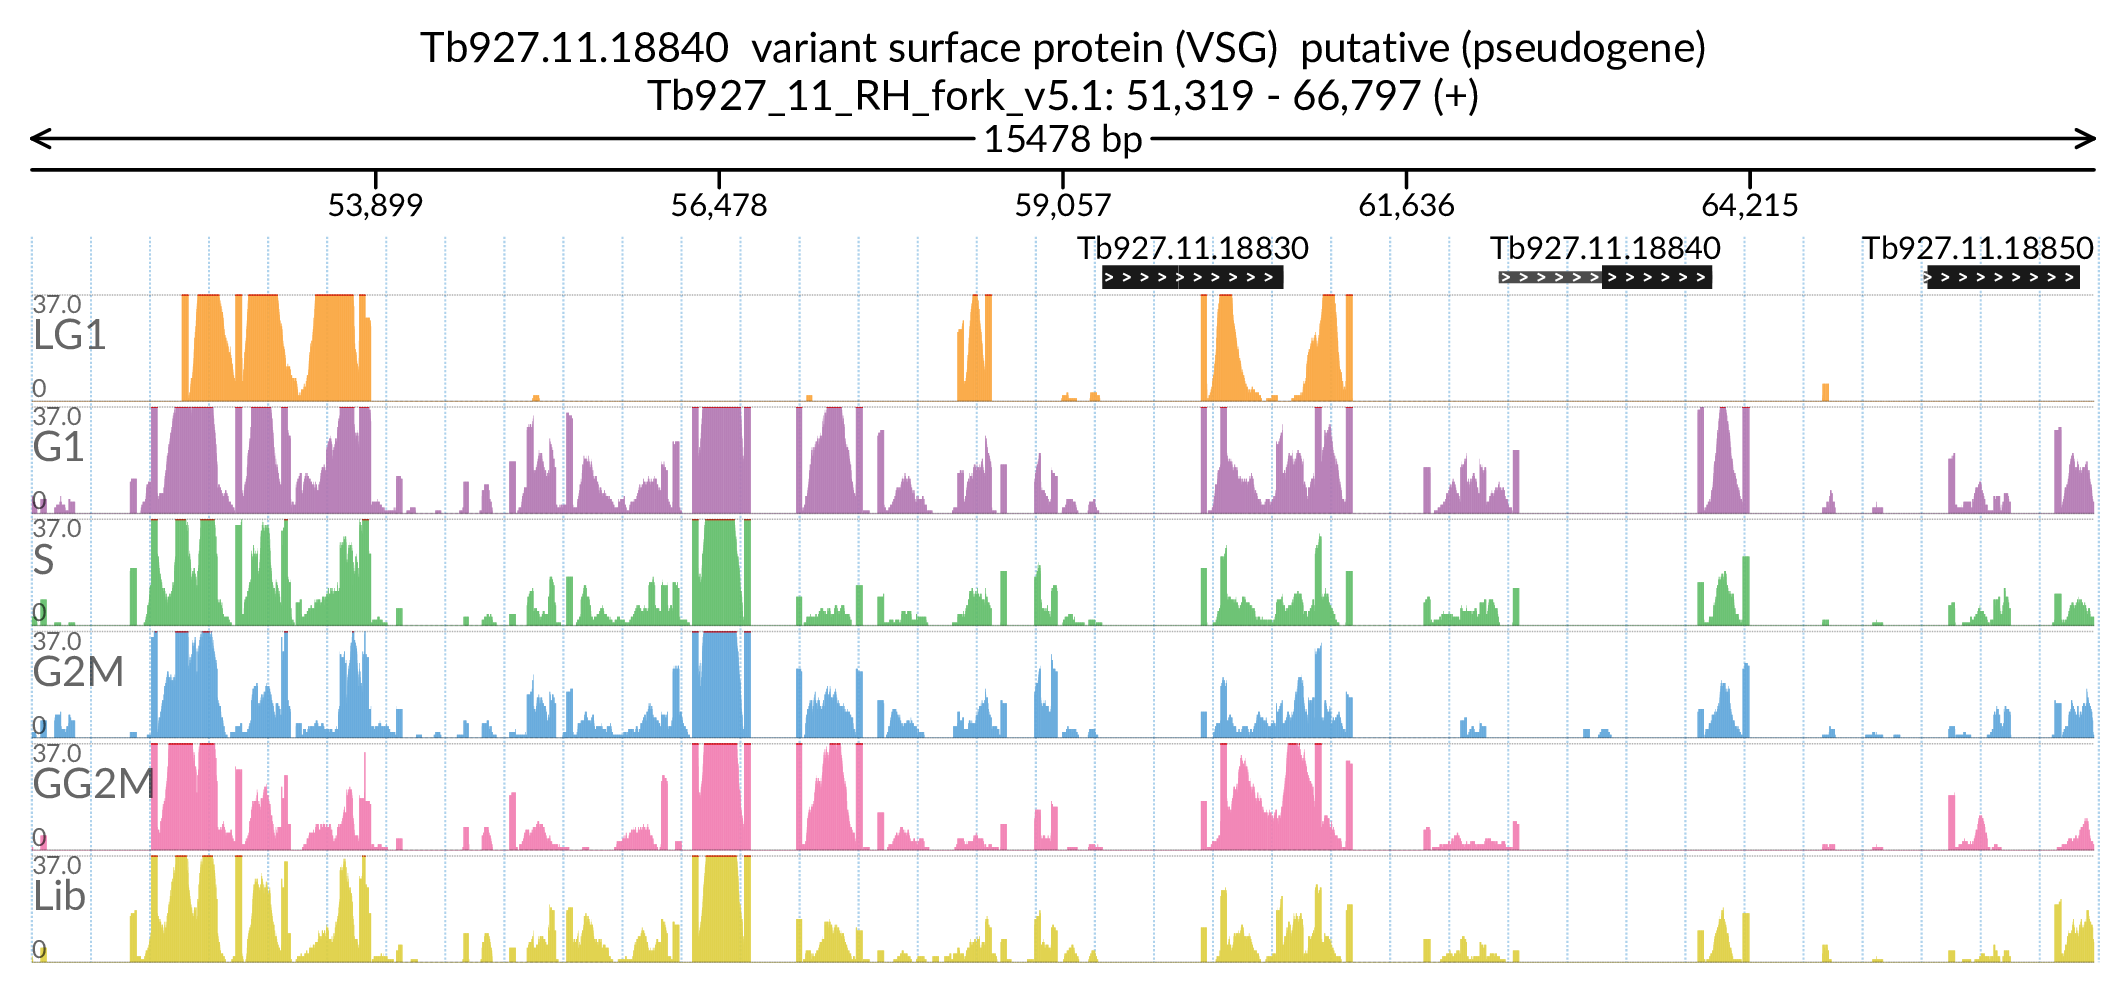 Tb927.11.18840 variant surface protein (VSG) putative (pseudogene)
Tb927_11_RH_fork_v5.1: 51,319 - 66,797 (+)
15478 bp
53,899 56,478 59,057 61,636 64,215
Tb927.11.18830 Tb927.11.18840 Tb927.11.18850
37.0
LG1
0
37.0
G1
0
37.0
S
0
37.0
G2M
0
37.0
GG2M
0
37.0
Lib
0